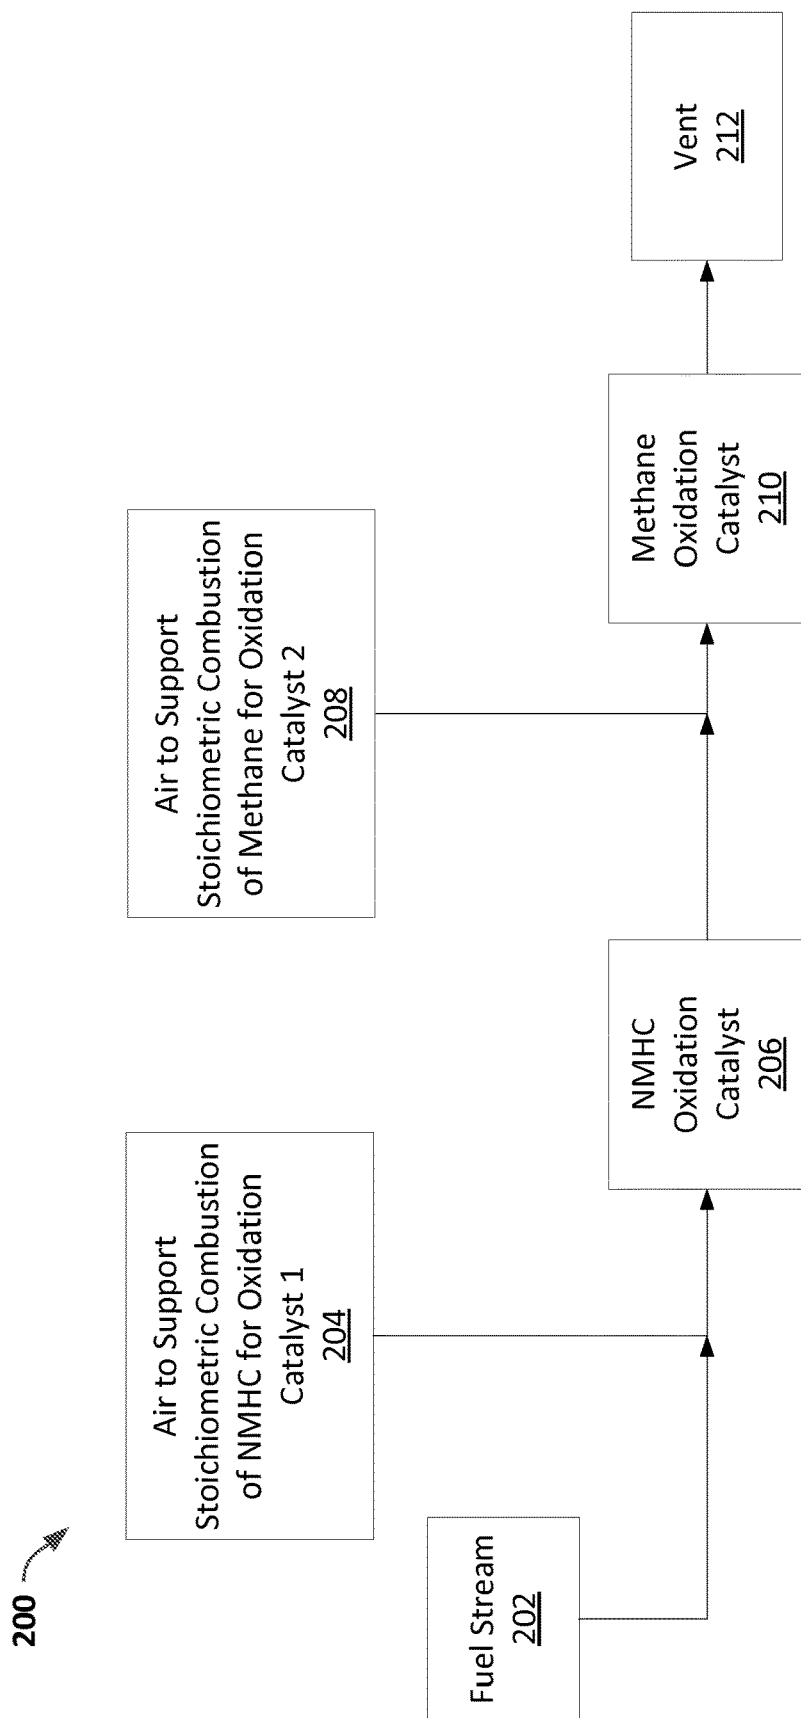 200
Fuel Stream
202
Air to Support
Stoichiometric Combustion
of NMHC for Oxidation
Catalyst 1
204
NMHC
Oxidation
Catalyst
206
Air to Support
Stoichiometric Combustion
of Methane for Oxidation
Catalyst 2
208
Methane
Oxidation
Catalyst
210
Vent
212